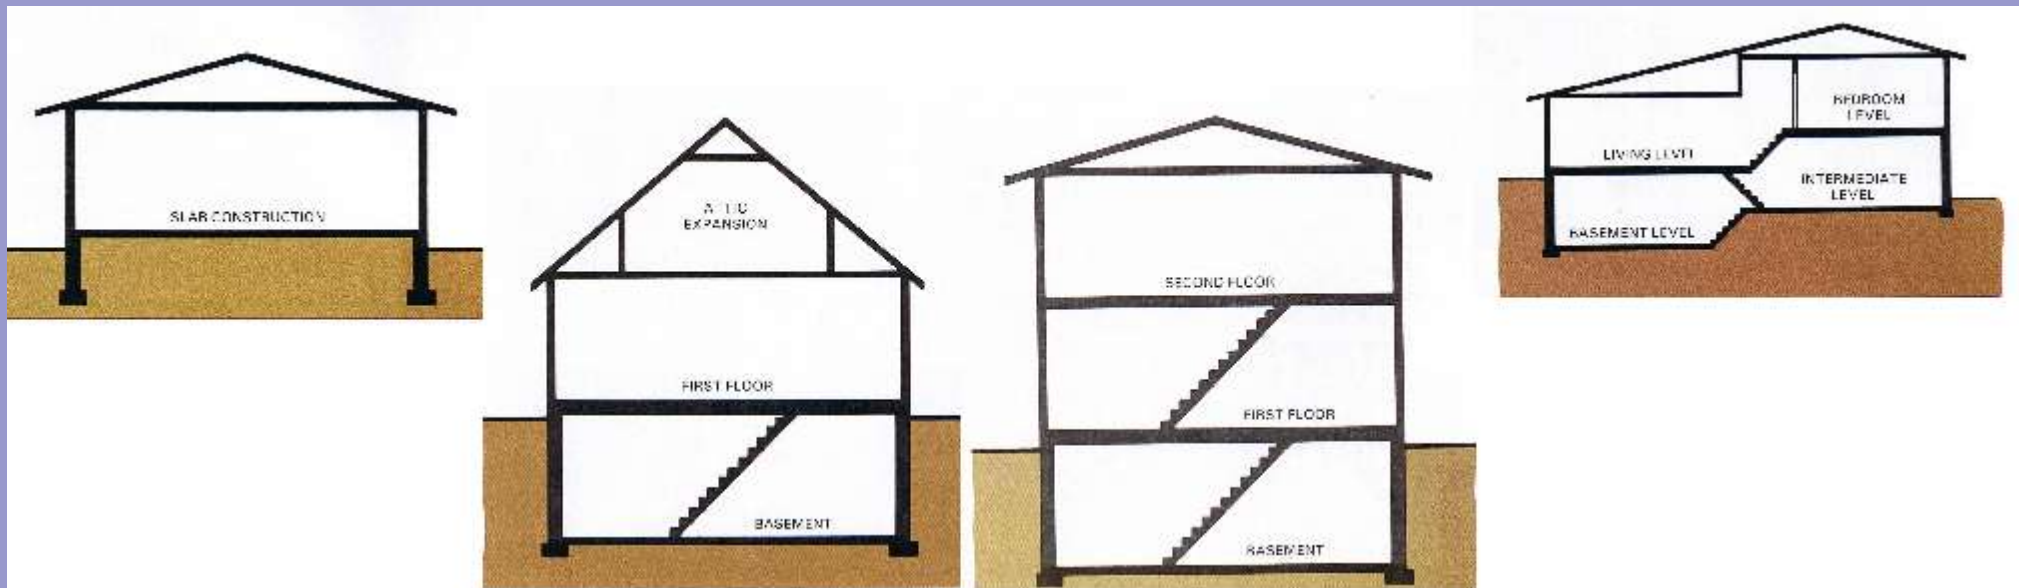 SLAB CONSTRUCTION
ATTIC
EXPANSION
FIRST FLOOR
BASEMENT
SECOND FLOOR
FIRST FLOOR
BASEMENT
BEDROOM
LEVEL
LIVING LEVEL
INTERMEDIATE
LEVEL
BASEMENT LEVEL